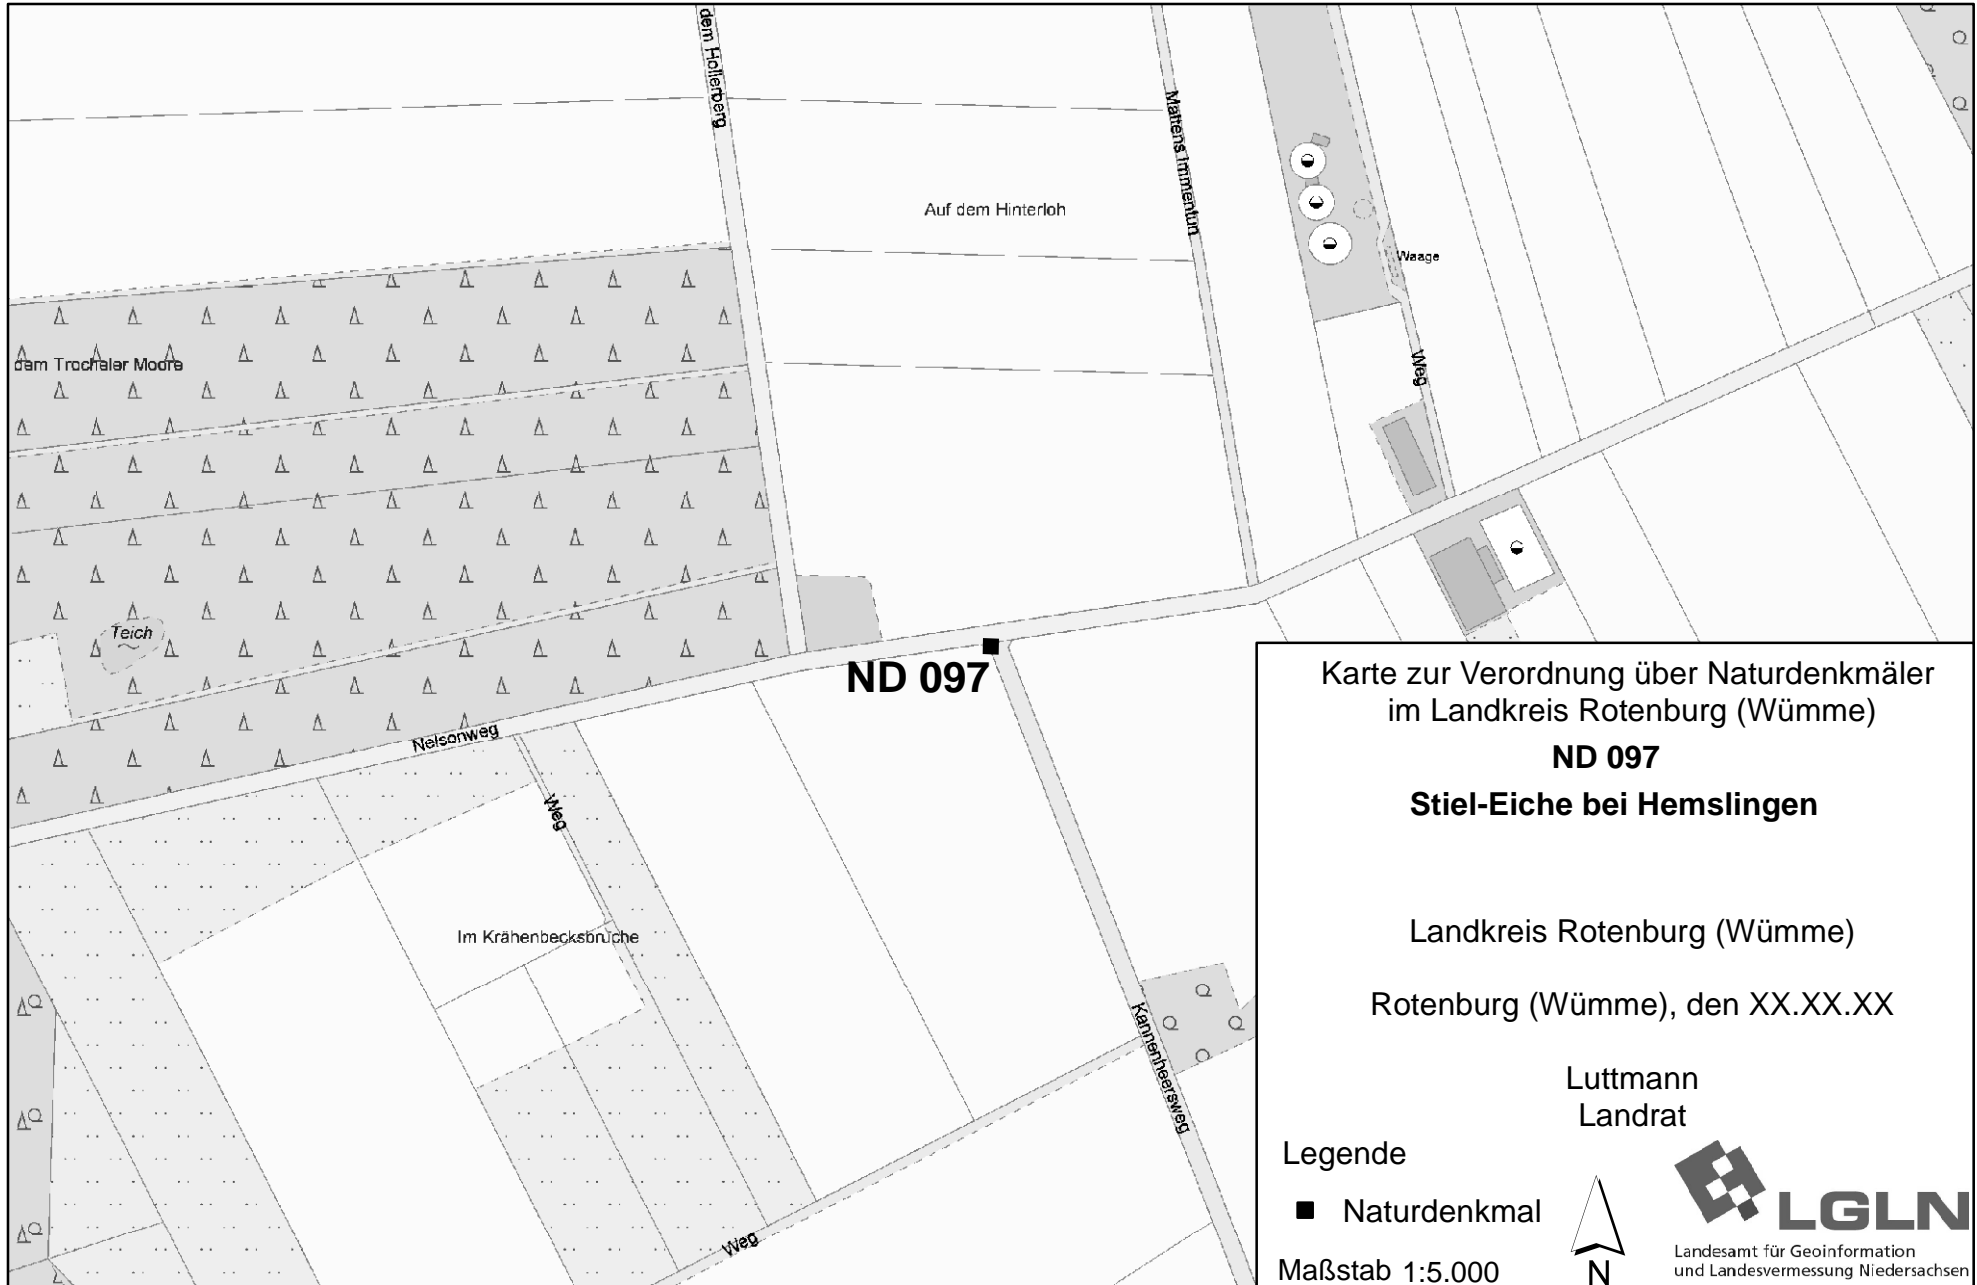 dem Hollerberg
Mattens Immentun
Auf dem Hinterloh
Waage
Weg
dem Trocheler Moore
Teich
ND 097
Nelsonweg
Weg
Im Krähenbecksbruche
Kannenheersweg
Weg
Karte zur Verordnung über Naturdenkmäler
im Landkreis Rotenburg (Wümme)
ND 097
Stiel-Eiche bei Hemslingen
Landkreis Rotenburg (Wümme)
Rotenburg (Wümme), den XX.XX.XX
Luttmann
Landrat
Legende
Naturdenkmal
Maßstab 1:5.000
N
LGLN
Landesamt für Geoinformation
und Landesvermessung Niedersachsen